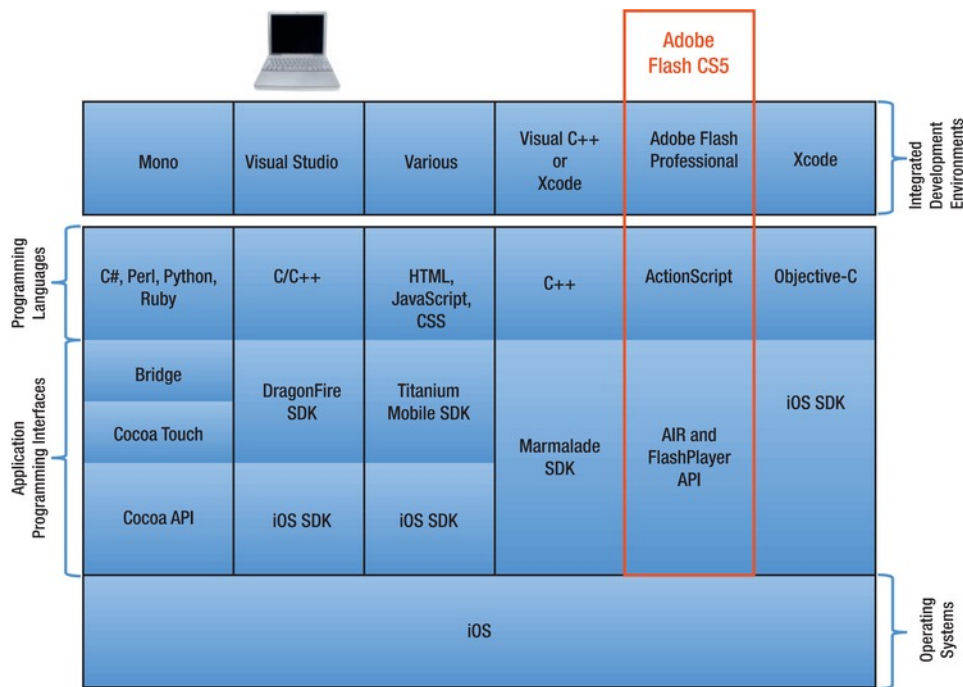 Adobe
Flash CS5
Mono
Visual Studio
Various
Visual C++
or
Xcode
Adobe Flash
Professional
Xcode
Integrated
Development
Environments
Programming
Languages
C#, Perl, Python,
Ruby
C/C++
HTML,
JavaScript,
CSS
C++
ActionScript
Objective-C
Application
Programming Interfaces
Bridge
Cocoa Touch
Cocoa API
DragonFire
SDK
iOS SDK
Titanium
Mobile SDK
iOS SDK
Marmalade
SDK
AIR and
FlashPlayer
API
iOS SDK
iOS
Operating
Systems